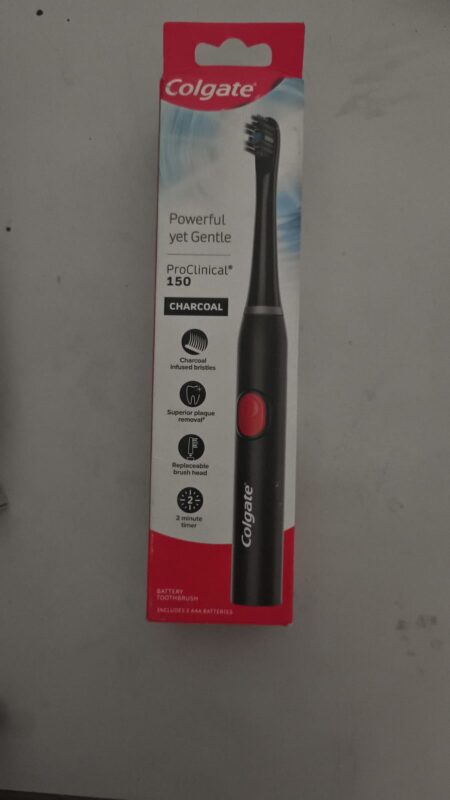 Colgate®
Powerful
yet Gentle
ProClinical®
150
CHARCOAL
Charcoal
infused bristles
Superior plaque
removal*
Replaceable
brush head
2
2 minute
timer
Colgate®
BATTERY
TOOTHBRUSH
INCLUDES 2 AAA BATTERIES